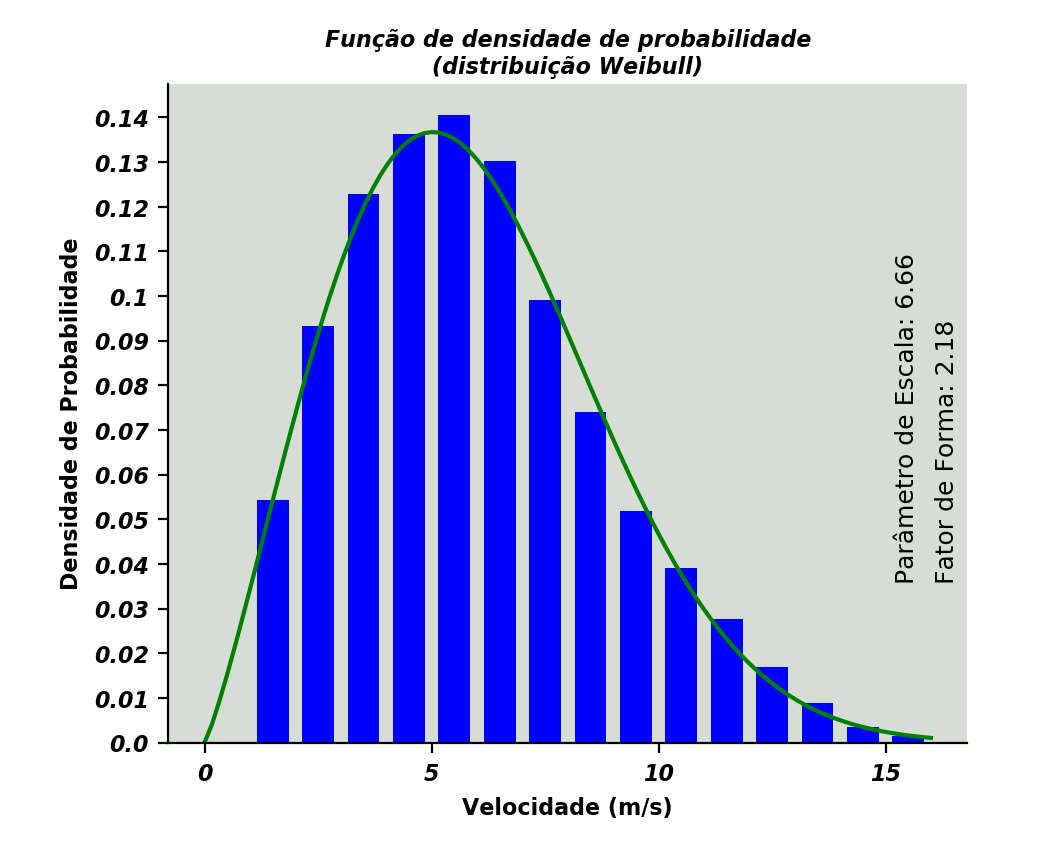 Função de densidade de probabilidade
(distribuição Weibull)
Densidade de Probabilidade
0.14
0.13
0.12
0.11
0.1
0.09
0.08
0.07
0.06
0.05
0.04
0.03
0.02
0.01
0.0
Parâmetro de Escala: 6.66
Fator de Forma: 2.18
0 5 10 15
Velocidade (m/s)